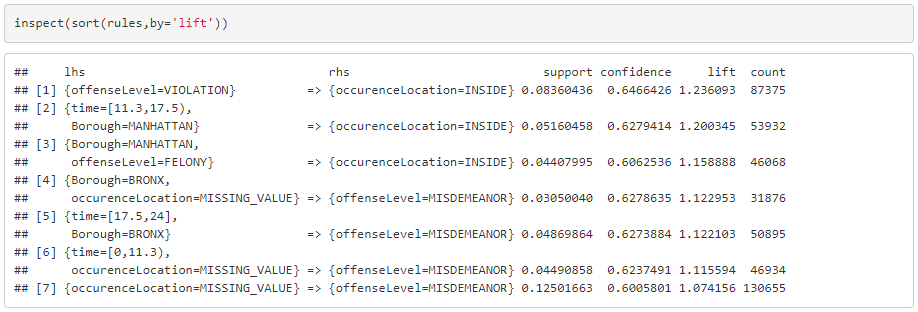 inspect(sort(rules,by='lift'))
##     lhs                                 rhs                          support confidence     lift  count
## [1] {offenseLevel=VIOLATION}         => {occurenceLocation=INSIDE} 0.08360436  0.6466426 1.236093  87375
## [2] {time=[11.3,17.5),
##      Borough=MANHATTAN}              => {occurenceLocation=INSIDE} 0.05160458  0.6279414 1.200345  53932
## [3] {Borough=MANHATTAN,
##      offenseLevel=FELONY}            => {occurenceLocation=INSIDE} 0.04407995  0.6062536 1.158888  46068
## [4] {Borough=BRONX,
##      occurenceLocation=MISSING_VALUE} => {offenseLevel=MISDEMEANOR} 0.03050040  0.6278635 1.122953  31876
## [5] {time=[17.5,24],
##      Borough=BRONX}                  => {offenseLevel=MISDEMEANOR} 0.04869864  0.6273884 1.122103  50895
## [6] {time=[0,11.3),
##      occurenceLocation=MISSING_VALUE} => {offenseLevel=MISDEMEANOR} 0.04490858  0.6237491 1.115594  46934
## [7] {occurenceLocation=MISSING_VALUE} => {offenseLevel=MISDEMEANOR} 0.12501663  0.6005801 1.074156 130655